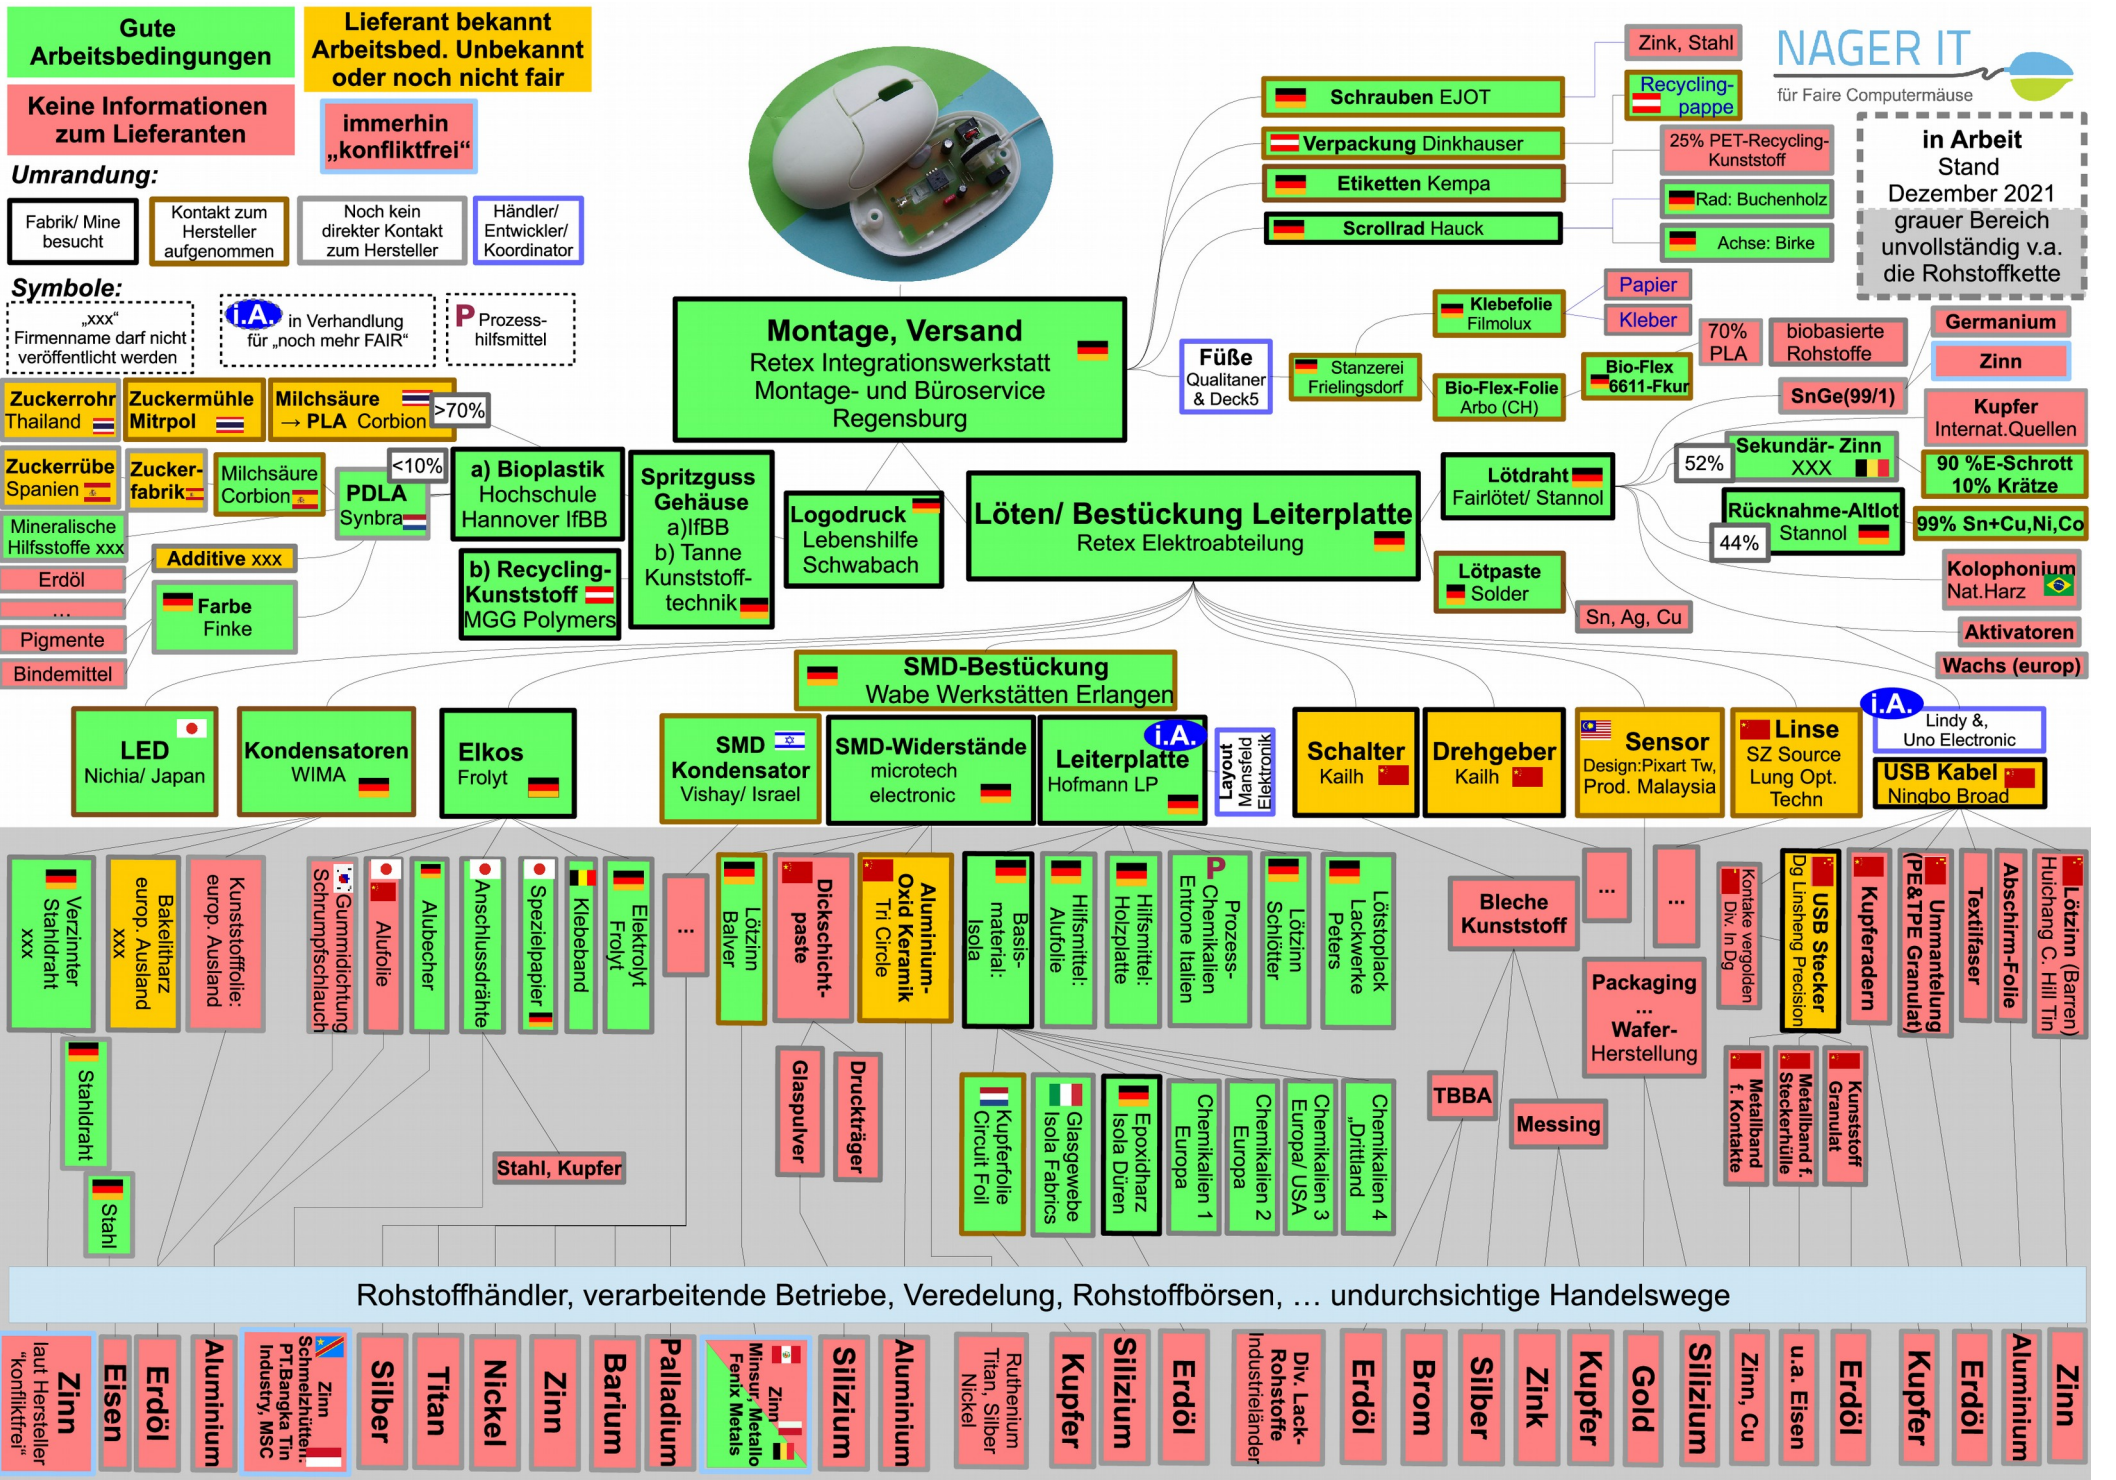 Gute
Arbeitsbedingungen
Lieferant bekannt
Arbeitsbed. Unbekannt
oder noch nicht fair
Keine Informationen
zum Lieferanten
immerhin
„konfliktfrei“
Umrandung:
Fabrik/ Mine
besucht
Kontakt zum
Hersteller
aufgenommen
Noch kein
direkter Kontakt
zum Hersteller
Händler/
Entwickler/
Koordinator
Symbole:
„xxx“
Firmenname darf nicht
veröffentlicht werden
i.A. in Verhandlung
für „noch mehr FAIR“
P Prozess-
hilfsmittel
NAGER IT
für Faire Computermäuse
in Arbeit
Stand
Dezember 2021
grauer Bereich
unvollständig v.a.
die Rohstoffkette
Schrauben EJOT
Zink, Stahl
Verpackung Dinkhauser
Recycling-
pappe
Etiketten Kempa
25% PET-Recycling-
Kunststoff
Scrollrad Hauck
Rad: Buchenholz
Achse: Birke
Montage, Versand
Retex Integrationswerkstatt
Montage- und Büroservice
Regensburg
Füße
Qualitaner
& Deck5
Stanzerei
Frielingsdorf
Klebefolie
Filmolux
Papier
Kleber
Bio-Flex-Folie
Arbo (CH)
Bio-Flex
6611-Fkur
70%
PLA
biobasierte
Rohstoffe
Zuckerrohr
Thailand
Zuckermühle
Mitrpol
Milchsäure
→ PLA Corbion
>70%
Zuckerrübe
Spanien
Zucker-
fabrik
Milchsäure
Corbion
PDLA
Synbra
<10%
Mineralische
Hilfsstoffe xxx
Additive xxx
Erdöl
...
Pigmente
Bindemittel
Farbe
Finke
a) Bioplastik
Hochschule
Hannover IfBB
b) Recycling-
Kunststoff
MGG Polymers
Spritzguss
Gehäuse
a)IfBB
b) Tanne
Kunststoff-
technik
Logodruck
Lebenshilfe
Schwabach
Löten/ Bestückung Leiterplatte
Retex Elektroabteilung
Lötdraht
Fairlötet/ Stannol
Lötpaste
Solder
Sn, Ag, Cu
SnGe(99/1)
Germanium
Zinn
Kupfer
Internat.Quellen
52%
Sekundär- Zinn
XXX
90 %E-Schrott
10% Krätze
44%
Rücknahme-Altlot
Stannol
99% Sn+Cu,Ni,Co
Kolophonium
Nat.Harz
Aktivatoren
Wachs (europ)
SMD-Bestückung
Wabe Werkstätten Erlangen
LED
Nichia/ Japan
Kondensatoren
WIMA
Elkos
Frolyt
SMD
Kondensator
Vishay/ Israel
SMD-Widerstände
microtech
electronic
i.A.
Leiterplatte
Hofmann LP
Layout
Mansfeld
Elektronik
Schalter
Kailh
Drehgeber
Kailh
Sensor
Design:Pixart Tw,
Prod. Malaysia
Linse
SZ Source
Lung Opt.
Techn
i.A.
Lindy &,
Uno Electronic
USB Kabel
Ningbo Broad
Verzinnter
Stahldraht
xxx
Bakelitharz
europ. Ausland
xxx
Kunststofffolie:
europ. Ausland
Gummidichtung
Schrumpfschlauch
Alufolie
Alubecher
Anschlussdrähte
Spezielpapier
Klebeband
Elektrolyt
Frolyt
...
Lötzinn
Balver
Dickschicht-
paste
Aluminium-
Oxid Keramik
Tri Circle
Basis-
material:
Isola
Hilfsmittel:
Alufolie
Hilfsmittel:
Holzplatte
P
Prozess-
Chemikalien
Entrone Italien
Lötzinn
Schlötter
Lötstoplack
Lackwerke
Peters
Bleche
Kunststoff
...
...
Packaging
...
Wafer-
Herstellung
Kontake vergolden
Div. In Dg
USB Stecker
Dg Linsheng Precision
Kupferadern
Ummantelung
(PE&TPE Granulat)
Textilfaser
Abschirm-Folie
Lötzinn (Barren)
Huichang C. Hill Tin
Stahldraht
Stahl
Stahl, Kupfer
Glaspulver
Druckträger
Kupferfolie
Circuit Foil
Glasgewebe
Isola Fabrics
Epoxidharz
Isola Düren
Chemikalien 1
Europa
Chemikalien 2
Europa
Chemikalien 3
Europa/ USA
Chemikalien 4
„Drittland
TBBA
Messing
Metallband
f. Kontakte
Metallband f.
Steckerhülle
Kunststoff
Granulat
Rohstoffhändler, verarbeitende Betriebe, Veredelung, Rohstoffbörsen, ... undurchsichtige Handelswege
Zinn
laut Hersteller
“konfliktfrei“
Eisen
Erdöl
Aluminium
Zinn
Schmelzhütten:
PT.Bangka Tin
Industry, MSC
Silber
Titan
Nickel
Zinn
Barium
Palladium
Zinn
Minsur, Metallo
Fenix Metals
Silizium
Aluminium
Ruthenium
Titan, Silber
Nickel
Kupfer
Silizium
Erdöl
Div. Lack-
Rohstoffe
Industrieländer
Erdöl
Brom
Silber
Zink
Kupfer
Gold
Silizium
Zinn, Cu
u.a. Eisen
Erdöl
Kupfer
Erdöl
Aluminium
Zinn